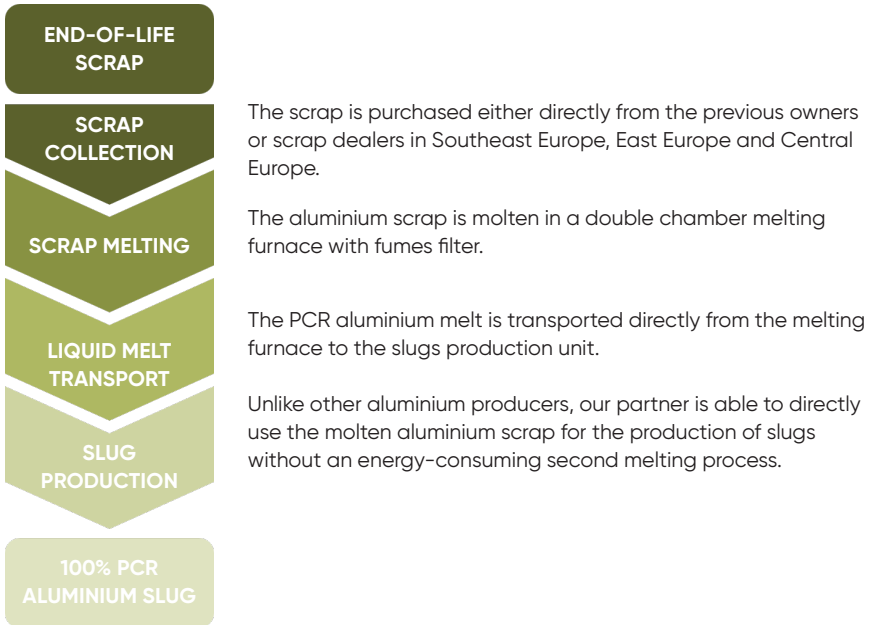 END-OF-LIFE
SCRAP
SCRAP
COLLECTION
The scrap is purchased either directly from the previous owners
or scrap dealers in Southeast Europe, East Europe and Central
Europe.
SCRAP MELTING
The aluminium scrap is molten in a double chamber melting
furnace with fumes filter.
LIQUID MELT
TRANSPORT
The PCR aluminium melt is transported directly from the melting
furnace to the slugs production unit.
SLUG
PRODUCTION
Unlike other aluminium producers, our partner is able to directly
use the molten aluminium scrap for the production of slugs
without an energy-consuming second melting process.
100% PCR
ALUMINIUM SLUG